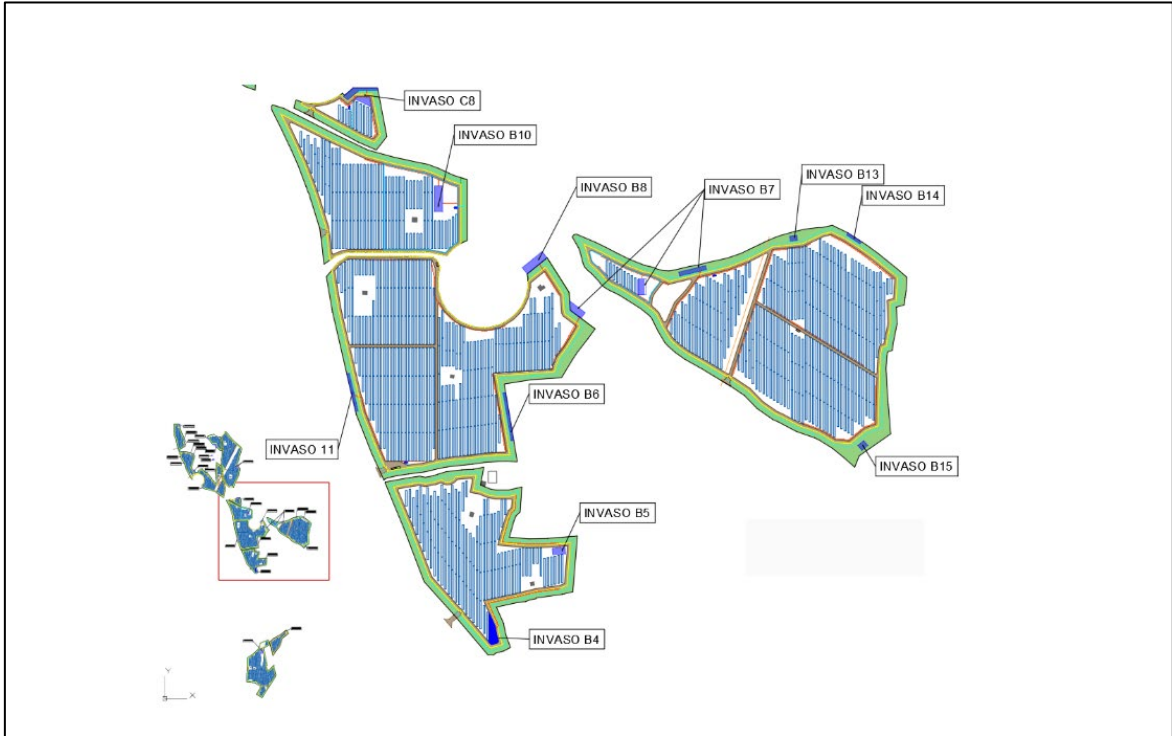 INVASO C8
INVASO B10
INVASO B8
INVASO B7
INVASO B13
INVASO B14
INVASO B6
INVASO 11
INVASO B15
INVASO B5
INVASO B4
Y
X